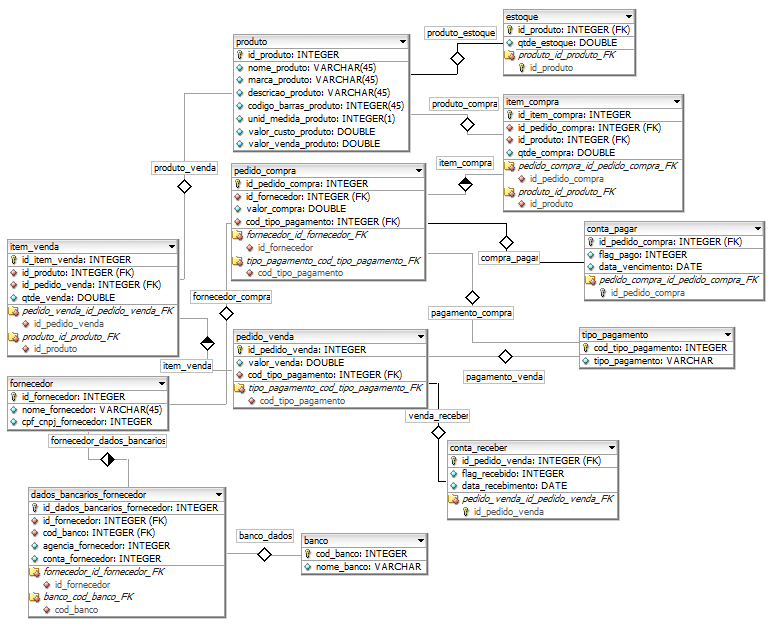 produto
id_produto: INTEGER
nome_produto: VARCHAR(45)
marca_produto: VARCHAR(45)
descricao_produto: VARCHAR(45)
codigo_barras_produto: INTEGER(45)
unid_medida_produto: INTEGER(1)
valor_custo_produto: DOUBLE
valor_venda_produto: DOUBLE
produto_estoque
estoque
id_produto: INTEGER (FK)
qtde_estoque: DOUBLE
produto_id_produto_FK
id_produto
produto_compra
item_compra
id_item_compra: INTEGER
id_pedido_compra: INTEGER (FK)
id_produto: INTEGER (FK)
qtde_compra: DOUBLE
pedido_compra_id_pedido_compra_FK
id_pedido_compra
produto_id_produto_FK
id_produto
produto_venda
item_compra
pedido_compra
id_pedido_compra: INTEGER
id_fornecedor: INTEGER (FK)
valor_compra: DOUBLE
cod_tipo_pagamento: INTEGER (FK)
fornecedor_id_fornecedor_FK
id_fornecedor
tipo_pagamento_cod_tipo_pagamento_FK
cod_tipo_pagamento
compra_pagar
conta_pagar
id_pedido_compra: INTEGER (FK)
flag_pago: INTEGER
data_vencimento: DATE
pedido_compra_id_pedido_compra_FK
id_pedido_compra
item_venda
id_item_venda: INTEGER
id_produto: INTEGER (FK)
id_pedido_venda: INTEGER (FK)
qtde_venda: DOUBLE
pedido_venda_id_pedido_venda_FK
id_pedido_venda
produto_id_produto_FK
id_produto
fornecedor_compra
pagamento_compra
pedido_venda
id_pedido_venda: INTEGER
valor_venda: DOUBLE
cod_tipo_pagamento: INTEGER (FK)
tipo_pagamento_cod_tipo_pagamento_FK
cod_tipo_pagamento
tipo_pagamento
cod_tipo_pagamento: INTEGER
tipo_pagamento: VARCHAR
item_venda
pagamento_venda
fornecedor
id_fornecedor: INTEGER
nome_fornecedor: VARCHAR(45)
cpf_cnpj_fornecedor: INTEGER
venda_receber
fornecedor_dados_bancarios
conta_receber
id_pedido_venda: INTEGER (FK)
flag_recebido: INTEGER
data_recebimento: DATE
pedido_venda_id_pedido_venda_FK
id_pedido_venda
dados_bancarios_fornecedor
id_dados_bancarios_fornecedor: INTEGER
id_fornecedor: INTEGER (FK)
cod_banco: INTEGER (FK)
agencia_fornecedor: INTEGER
conta_fornecedor: INTEGER
fornecedor_id_fornecedor_FK
id_fornecedor
banco_cod_banco_FK
cod_banco
banco_dados
banco
cod_banco: INTEGER
nome_banco: VARCHAR